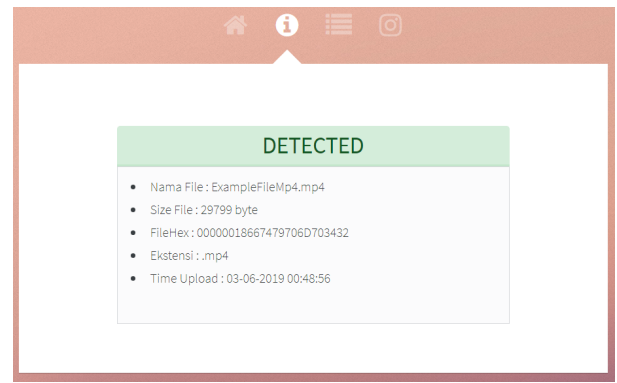 DETECTED
Nama File : ExampleFileMp4.mp4
Size File : 29799 byte
FileHex : 00000018667479706D703432
Ekstensi : .mp4
Time Upload : 03-06-2019 00:48:56